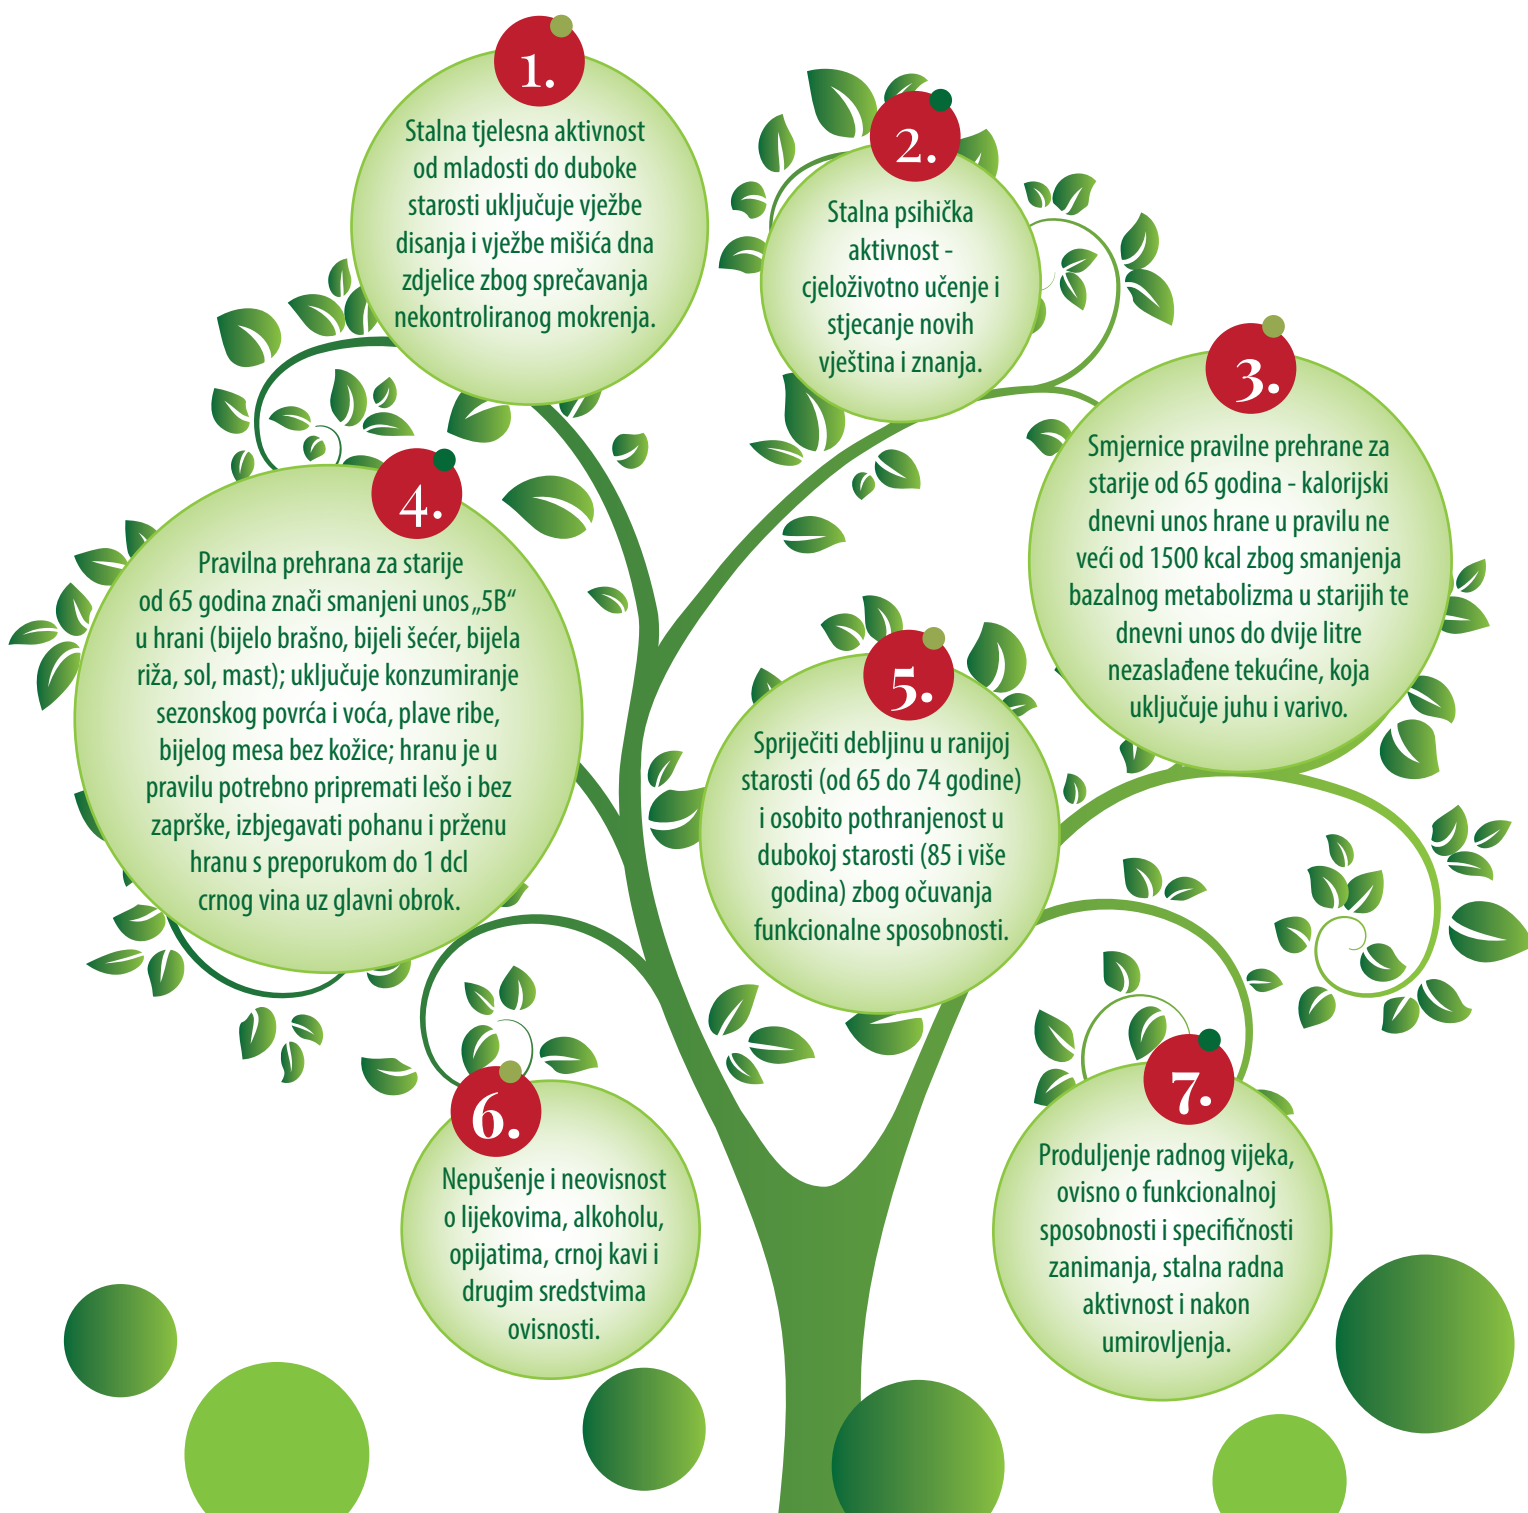 1.
Stalna tjelesna aktivnost
od mladosti do duboke
starosti uključuje vježbe
disanja i vježbe mišića dna
zdjelice zbog sprečavanja
nekontroliranog mokrenja.
2.
Stalna psihička
aktivnost -
cjeloživotno učenje i
stjecanje novih
vještina i znanja.
3.
Smjernice pravilne prehrane za
starije od 65 godina - kalorijski
dnevni unos hrane u pravilu ne
veći od 1500 kcal zbog smanjenja
bazalnog metabolizma u starijih te
dnevni unos do dvije litre
nezaslađene tekućine, koja
uključuje juhu i varivo.
4.
Pravilna prehrana za starije
od 65 godina znači smanjeni unos „5B“
u hrani (bijelo brašno, bijeli šećer, bijela
riža, sol, mast); uključuje konzumiranje
sezonskog povrća i voća, plave ribe,
bijelog mesa bez kožice; hranu je u
pravilu potrebno pripremati lešo i bez
zaprške, izbjegavati pohanu i prženu
hranu s preporukom do 1 dcl
crnog vina uz glavni obrok.
5.
Spriječiti debljinu u ranijoj
starosti (od 65 do 74 godine)
i osobito pothranjenost u
dubokoj starosti (85 i više
godina) zbog očuvanja
funkcionalne sposobnosti.
6.
Nepušenje i neovisnost
o lijekovima, alkoholu,
opijatima, crnoj kavi i
drugim sredstvima
ovisnosti.
7.
Produljenje radnog vijeka,
ovisno o funkcionalnoj
sposobnosti i specifičnosti
zanimanja, stalna radna
aktivnost i nakon
umirovljenja.